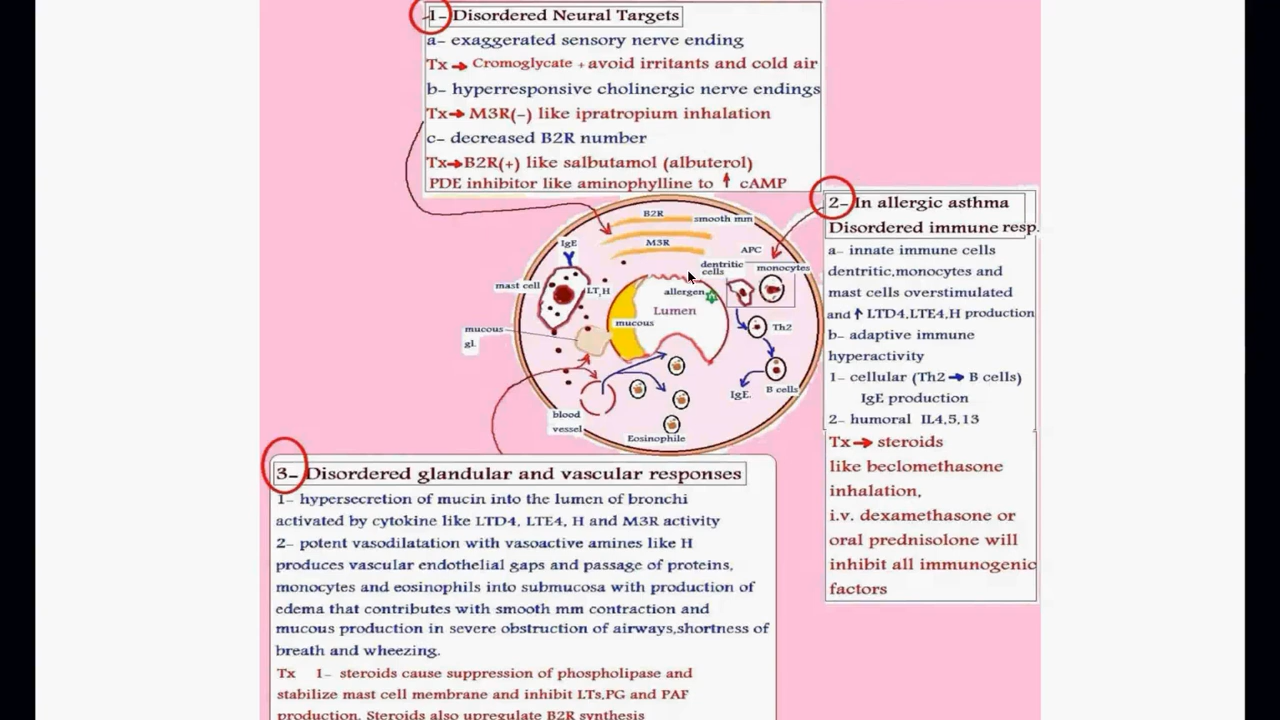 1- Disordered Neural Targets
a- exaggerated sensory nerve ending
Tx → Cromoglycate + avoid irritants and cold air
b- hyperresponsive cholinergic nerve endings
Tx→ M3R(-) like ipratropium inhalation
c- decreased B2R number
Tx→B2R(+) like salbutamol (albuterol)
PDE inhibitor like aminophylline to ↑ cAMP
2- In allergic asthma
Disordered immune resp.
a- innate immune cells
dentritic,monocytes and
mast cells overstimulated
and ↑ LTD4,LTE4,H production
b- adaptive immune
hyperactivity
1- cellular (Th2 → B cells)
IgE production
2- humoral IL4,5,13
Tx→ steroids
like beclomethasone
inhalation,
i.v. dexamethasone or
oral prednisolone will
inhibit all immunogenic
factors
B2R
smooth mm
M3R
IgE
APC
dentritic
cells
monocytes
mast cell
LT,H
allergen
Lumen
mucous
Th2
mucous
gl.
B cells
IgE.
blood
vessel
Eosinophile
3- Disordered glandular and vascular responses
1- hypersecretion of mucin into the lumen of bronchi
activated by cytokine like LTD4, LTE4, H and M3R activity
2- potent vasodilatation with vasoactive amines like H
produces vascular endothelial gaps and passage of proteins,
monocytes and eosinophils into submucosa with production of
edema that contributes with smooth mm contraction and
mucous production in severe obstruction of airways,shortness of
breath and wheezing.
Tx 1- steroids cause suppression of phospholipase and
stabilize mast cell membrane and inhibit LTs,PG and PAF
production. Steroids also upregulate B2R synthesis